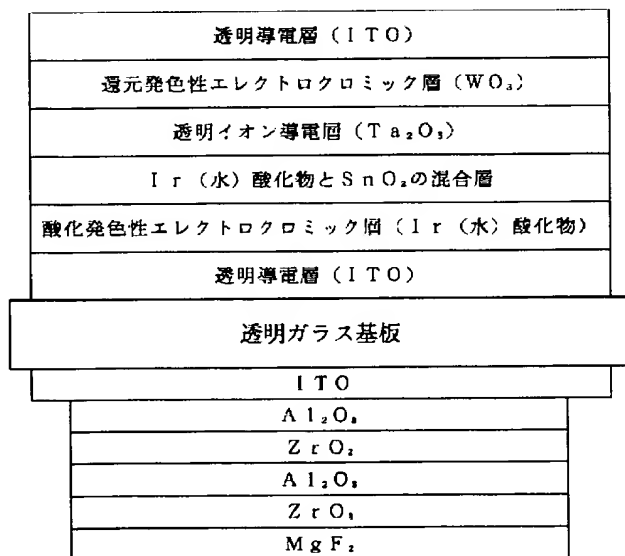 透明導電層（ITO）
還元発色性エレクトロクロミック層（WO₃）
透明イオン導電層（Ta₂O₅）
Ir（水）酸化物とSnO₂の混合層
酸化発色性エレクトロクロミック層（Ir（水）酸化物）
透明導電層（ITO）
透明ガラス基板
ITO
Al₂O₃
ZrO₂
Al₂O₃
ZrO₂
MgF₂